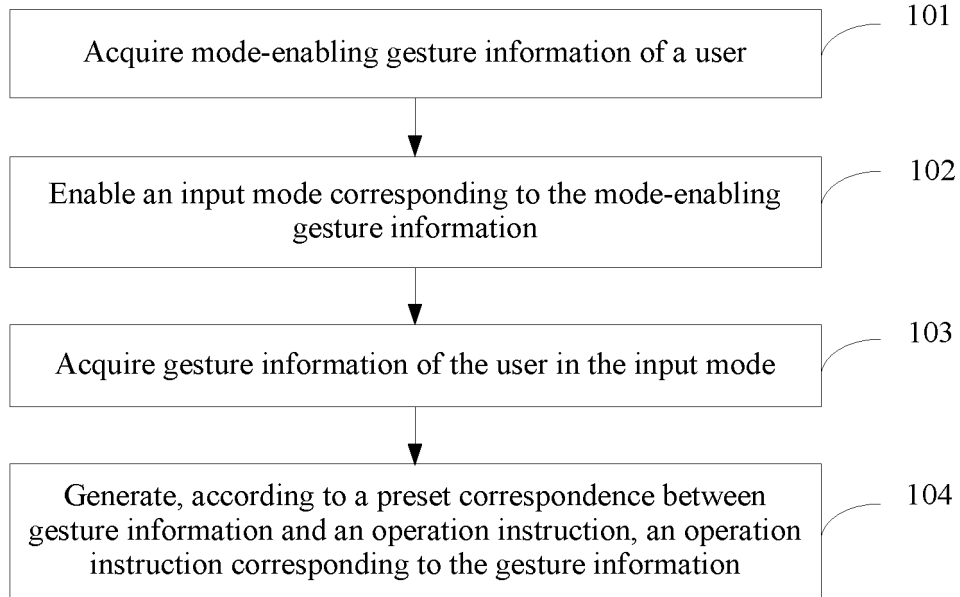 101
Acquire mode-enabling gesture information of a user
102
Enable an input mode corresponding to the mode-enabling
gesture information
103
Acquire gesture information of the user in the input mode
104
Generate, according to a preset correspondence between
gesture information and an operation instruction, an operation
instruction corresponding to the gesture information